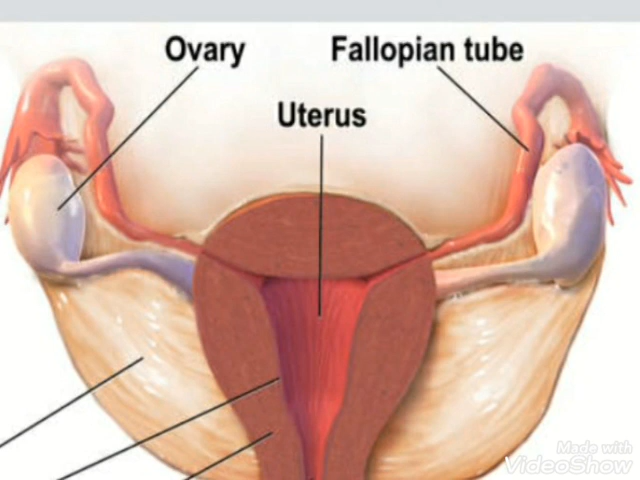 Ovary
Fallopian tube
Uterus
Made with
VideoShow